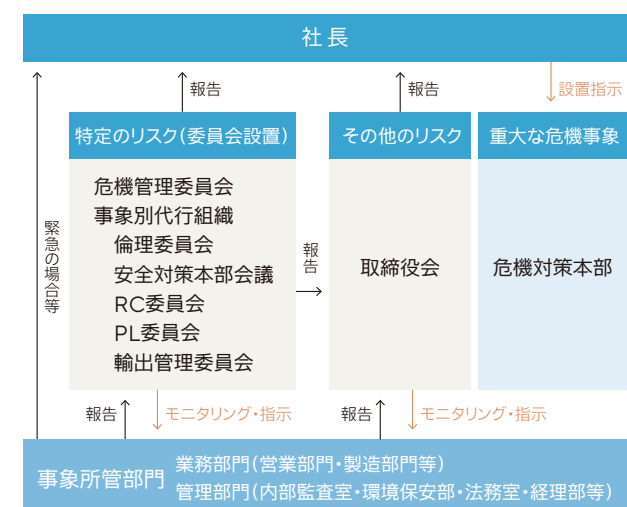 社長
報告
報告
設置指示
特定のリスク(委員会設置)
その他のリスク
重大な危機事象
危機管理委員会
事象別代行組織
倫理委員会
安全対策本部会議
RC委員会
PL委員会
輸出管理委員会
緊急の場合等
報告
取締役会
危機対策本部
報告
モニタリング・指示
報告
モニタリング・指示
事象所管部門
業務部門(営業部門・製造部門等)
管理部門(内部監査室・環境保安部・法務室・経理部等)